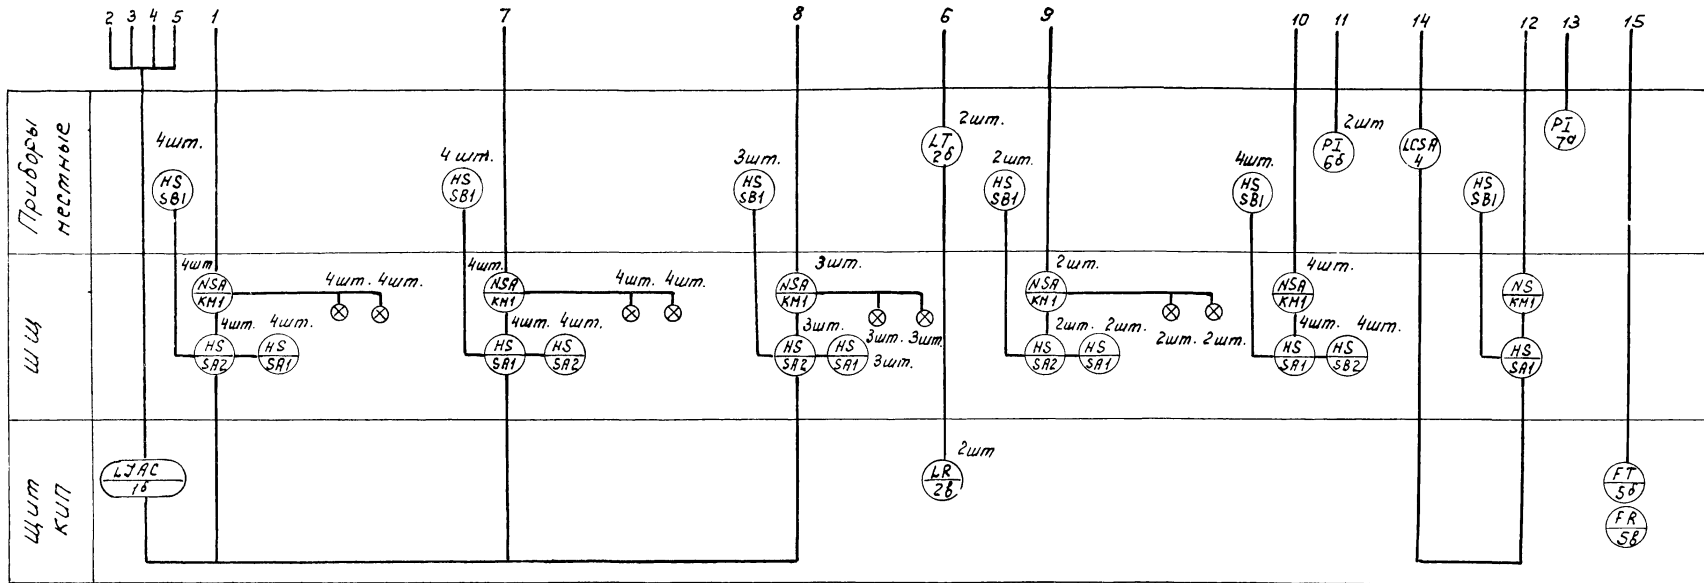 2 3 4 5 1 7 8 6 9 10 11 14 12 13 15
Приборы
местные
4шт.
HS
SB1
4 шт.
HS
SB1
3шт.
HS
SB1
2шт.
LT
2б
2шт.
HS
SB1
4шт.
HS
SB1
2шт
PI
6б
LCSA
4
HS
SB1
PI
7а
ШЩ
4шт
NSA
KM1
4шт. 4шт.
4шт. 4шт.
HS
SA2
HS
SA1
4шт.
NSA
KM1
4шт. 4шт.
4шт. 4шт.
HS
SA1
HS
SA2
3шт.
NSA
KM1
3шт.
3шт. 3шт.
HS
SA2
HS
SA1
3шт.
2шт.
NSA
KM1
2шт. 2шт.
2шт. 2шт.
HS
SA2
HS
SA1
4шт.
NSA
KM1
4шт. 4шт.
HS
SA1
HS
SB2
NS
KM1
HS
SA1
Щит
КИП
LJAC
1б
2шт
LR
2в
FT
5б
FR
5в